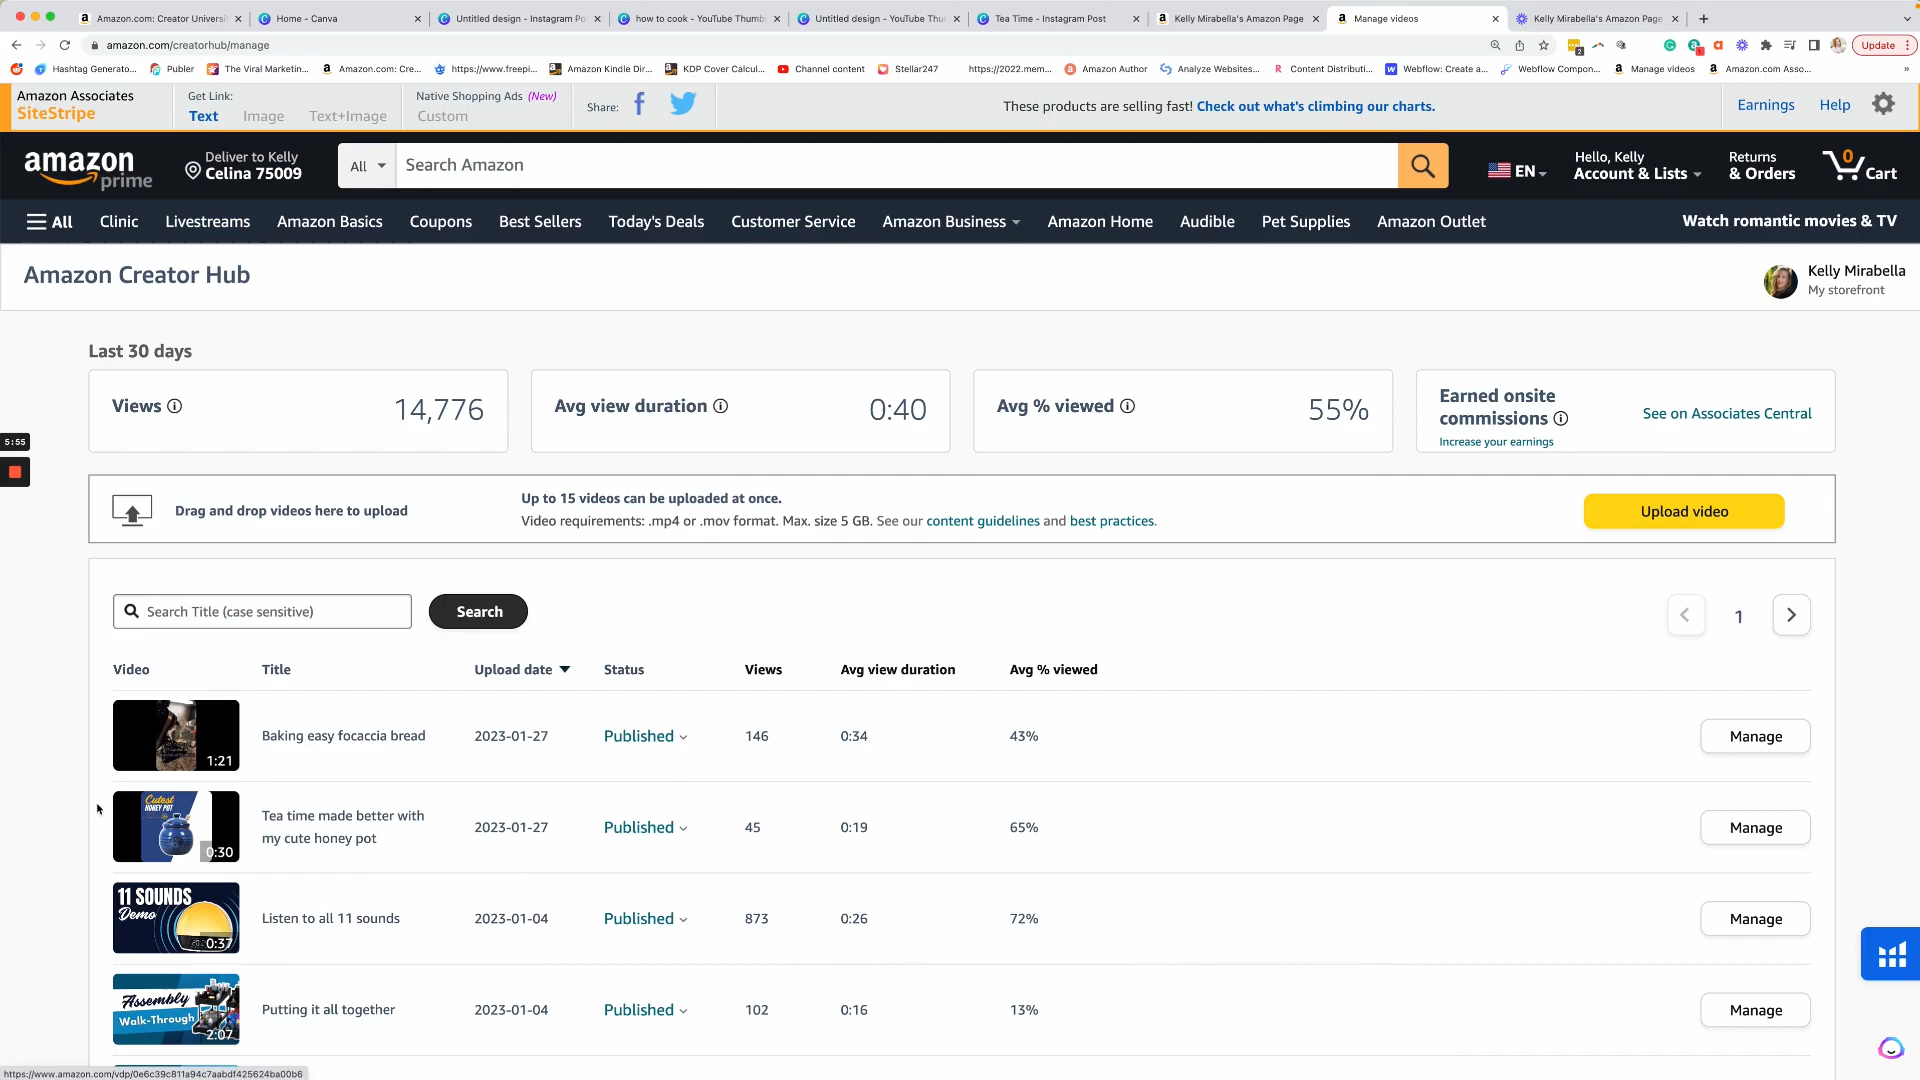 Amazon.com: Creator Universi
Home - Canva
Untitled design - Instagram Po
how to cook - YouTube Thumb
Untitled design - YouTube Thu
Tea Time - Instagram Post
Kelly Mirabella's Amazon Page
Manage videos
Kelly Mirabella's Amazon Page
amazon.com/creatorhub/manage
Update
Hashtag Generato...
Publer
The Viral Marketin...
Amazon.com: Cre...
https://www.freepi...
Amazon Kindle Dir...
KDP Cover Calcul...
Channel content
Stellar247
https://2022.mem...
Amazon Author
Analyze Websites...
Content Distributi...
Webflow: Create a...
Webflow Compon...
Manage videos
Amazon.com Asso...
Amazon Associates
SiteStripe
Get Link:
Text Image Text+Image
Native Shopping Ads (New)
Custom
Share:
These products are selling fast! Check out what's climbing our charts.
Earnings
Help
amazon
prime
Deliver to Kelly
Celina 75009
All
Search Amazon
EN
Hello, Kelly
Account & Lists
Returns
& Orders
0
Cart
All
Clinic
Livestreams
Amazon Basics
Coupons
Best Sellers
Today's Deals
Customer Service
Amazon Business
Amazon Home
Audible
Pet Supplies
Amazon Outlet
Watch romantic movies & TV
Amazon Creator Hub
Kelly Mirabella
My storefront
Last 30 days
Views 14,776
Avg view duration 0:40
Avg % viewed 55%
Earned onsite
commissions
Increase your earnings
See on Associates Central
5:55
Drag and drop videos here to upload
Up to 15 videos can be uploaded at once.
Video requirements: .mp4 or .mov format. Max. size 5 GB. See our content guidelines and best practices.
Upload video
Search Title (case sensitive)
Search
1
Video Title Upload date Status Views Avg view duration Avg % viewed
1:21
Baking easy focaccia bread 2023-01-27 Published 146 0:34 43% Manage
Cutest
HONEY POT
0:30
Tea time made better with
my cute honey pot
2023-01-27 Published 45 0:19 65% Manage
11 SOUNDS
Demo
0:37
Listen to all 11 sounds 2023-01-04 Published 873 0:26 72% Manage
Assembly
Walk-Through
2:07
Putting it all together 2023-01-04 Published 102 0:16 13% Manage
https://www.amazon.com/vdp/0e6c39c811a94c7aabdf425624ba00b6